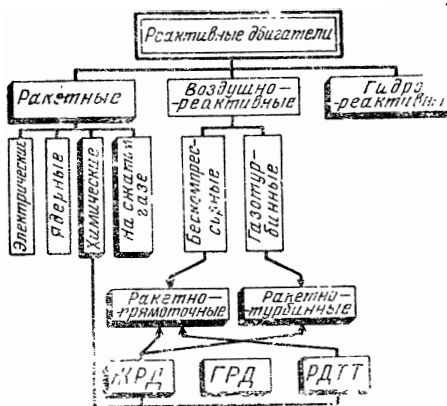 Реактивные двигатели
Ракетные
Воздушно-
-реактивные
Гидро
-реактивн
Электрические
Ядерные
Химические
на сжатом
газе
Бескомпрес-
сорные
Газотур-
бинные
Ракетно-
-прямоточные
Ракетно-
-турбинные
ЖРД
ГРД
РДТТ